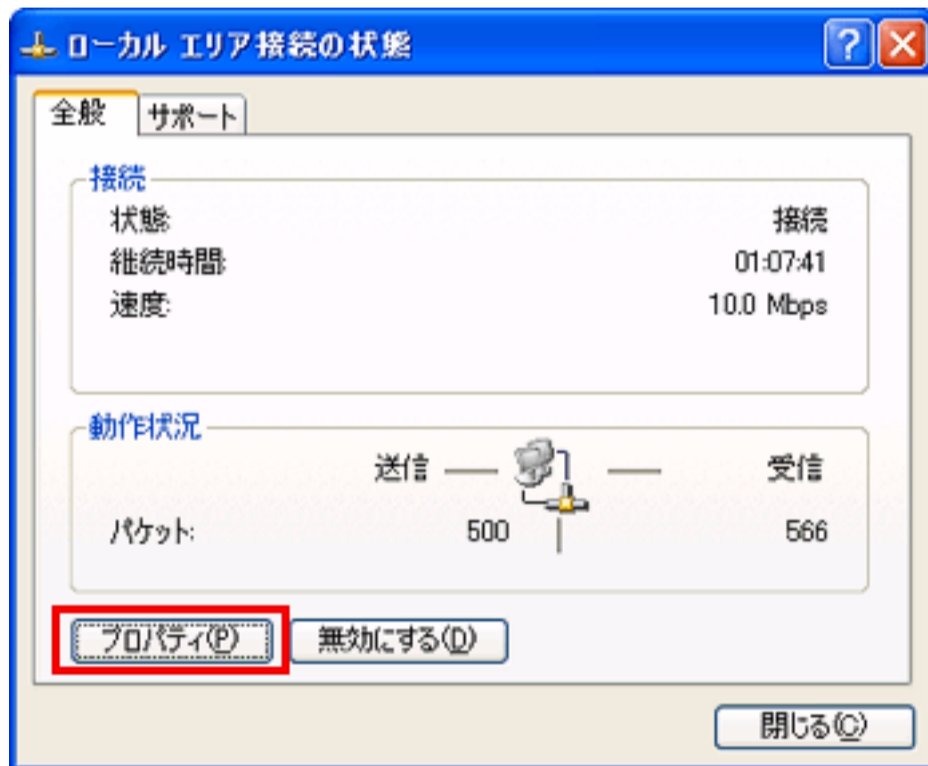 ローカル エリア接続の状態
全般 サポート
接続
状態: 接続
継続時間: 01:07:41
速度: 10.0 Mbps
動作状況
送信 受信
パケット: 500 566
プロパティ(P) 無効にする(D)
閉じる(C)